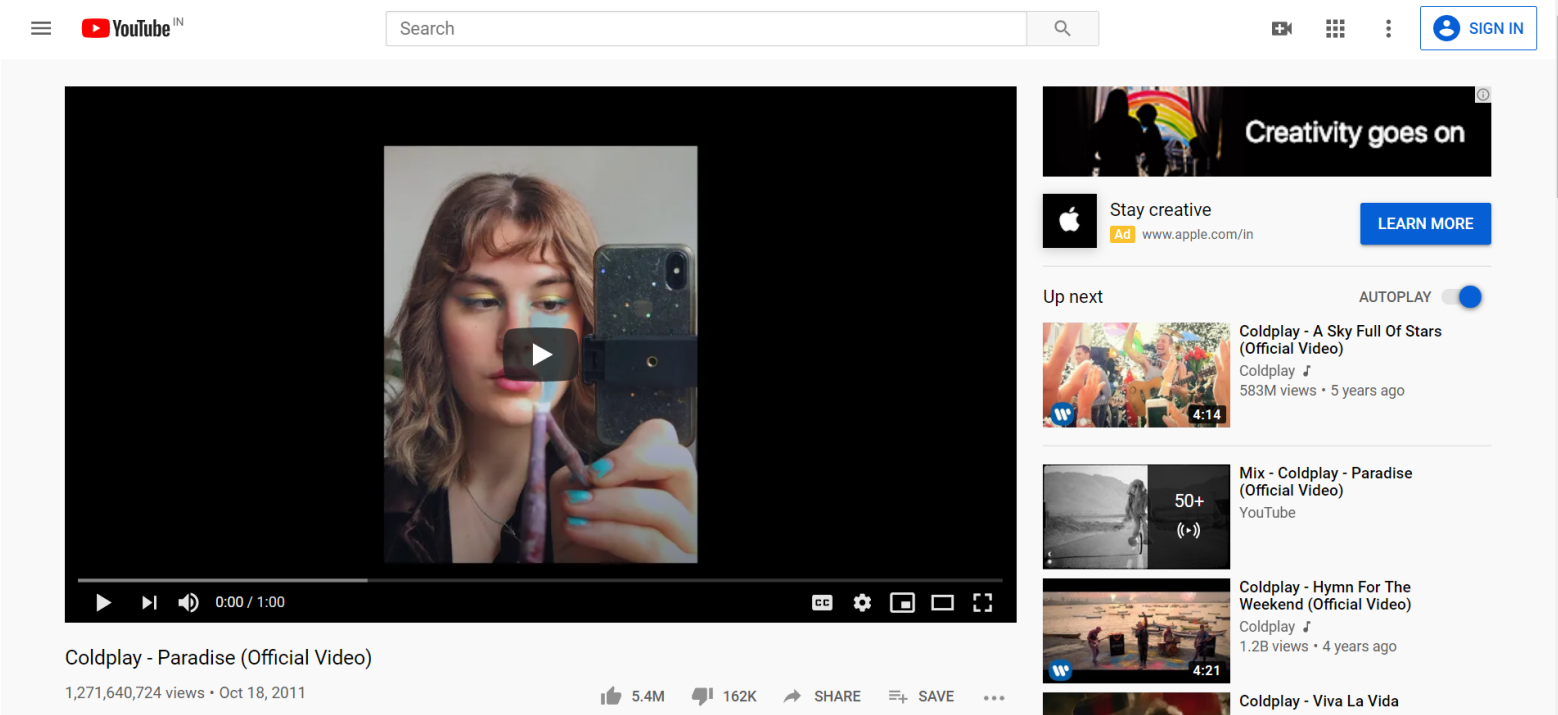 YouTube IN
Search
SIGN IN
Creativity goes on
Stay creative
Ad www.apple.com/in
LEARN MORE
Up next
AUTOPLAY
Coldplay - A Sky Full Of Stars
(Official Video)
Coldplay
583M views • 5 years ago
4:14
Mix - Coldplay - Paradise
(Official Video)
YouTube
50+
Coldplay - Hymn For The
Weekend (Official Video)
Coldplay
1.2B views • 4 years ago
4:21
Coldplay - Viva La Vida
0:00 / 1:00
CC
Coldplay - Paradise (Official Video)
1,271,640,724 views • Oct 18, 2011
5.4M
162K
SHARE
SAVE